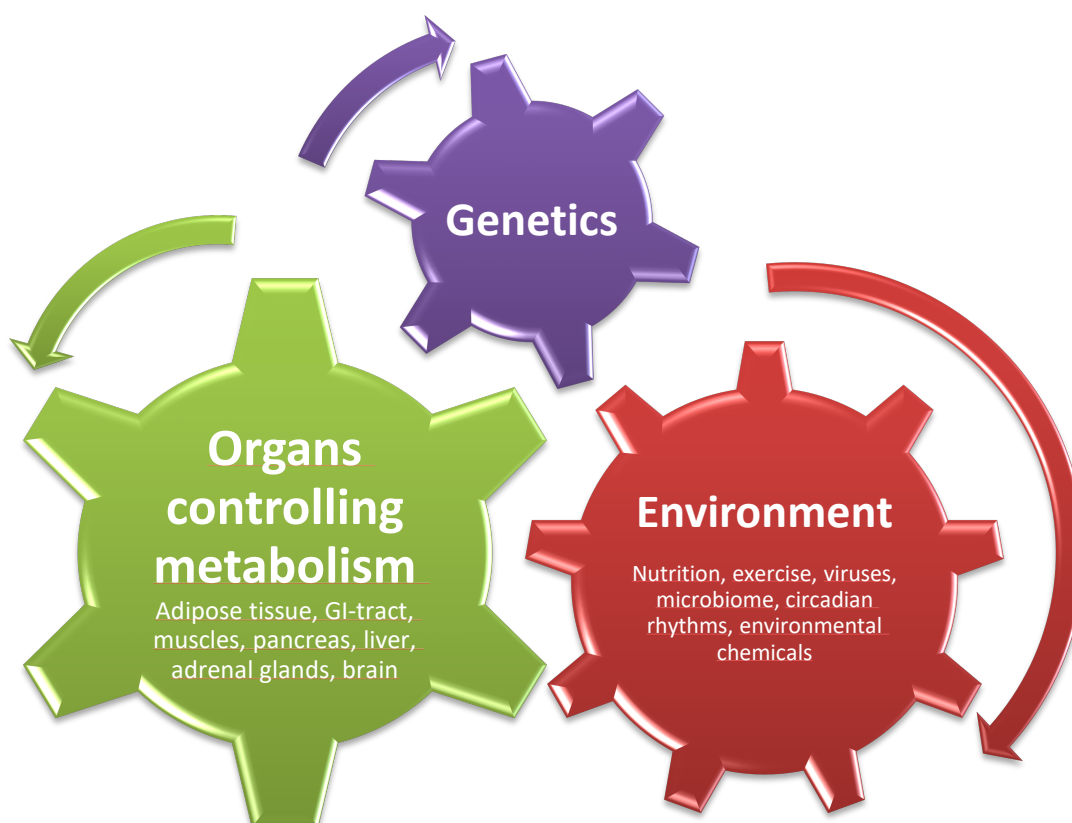 Genetics
Organs
controlling
metabolism
Adipose tissue, GI-tract,
muscles, pancreas, liver,
adrenal glands, brain
Environment
Nutrition, exercise, viruses,
microbiome, circadian
rhythms, environmental
chemicals